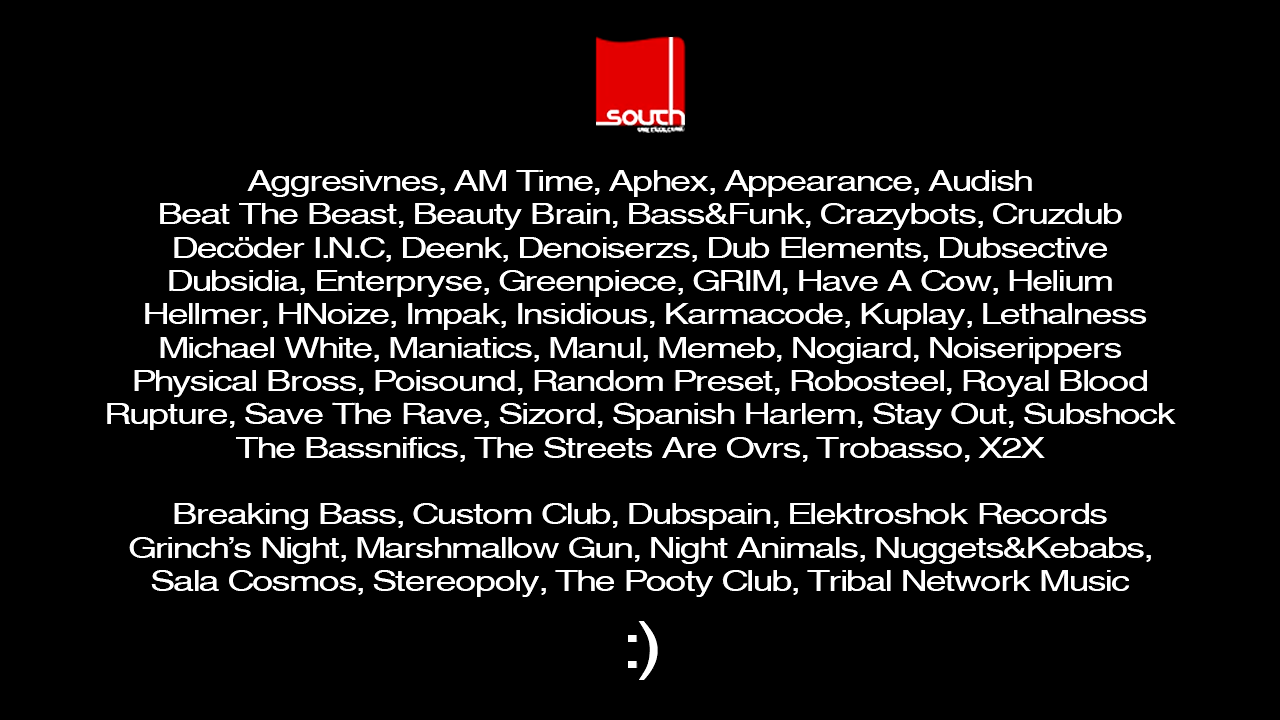 south
Aggresivnes, AM Time, Aphex, Appearance, Audish
Beat The Beast, Beauty Brain, Bass&Funk, Crazybots, Cruzdub
Decöder I.N.C, Deenk, Denoiserzs, Dub Elements, Dubsective
Dubsidia, Enterpryse, Greenpiece, GRIM, Have A Cow, Helium
Hellmer, HNoize, Impak, Insidious, Karmacode, Kuplay, Lethalness
Michael White, Maniatics, Manul, Memeb, Nogiard, Noiserippers
Physical Bross, Poisound, Random Preset, Robosteel, Royal Blood
Rupture, Save The Rave, Sizord, Spanish Harlem, Stay Out, Subshock
The Bassnifics, The Streets Are Ovrs, Trobasso, X2X
Breaking Bass, Custom Club, Dubspain, Elektroshok Records
Grinch’s Night, Marshmallow Gun, Night Animals, Nuggets&Kebabs,
Sala Cosmos, Stereopoly, The Pooty Club, Tribal Network Music
:)